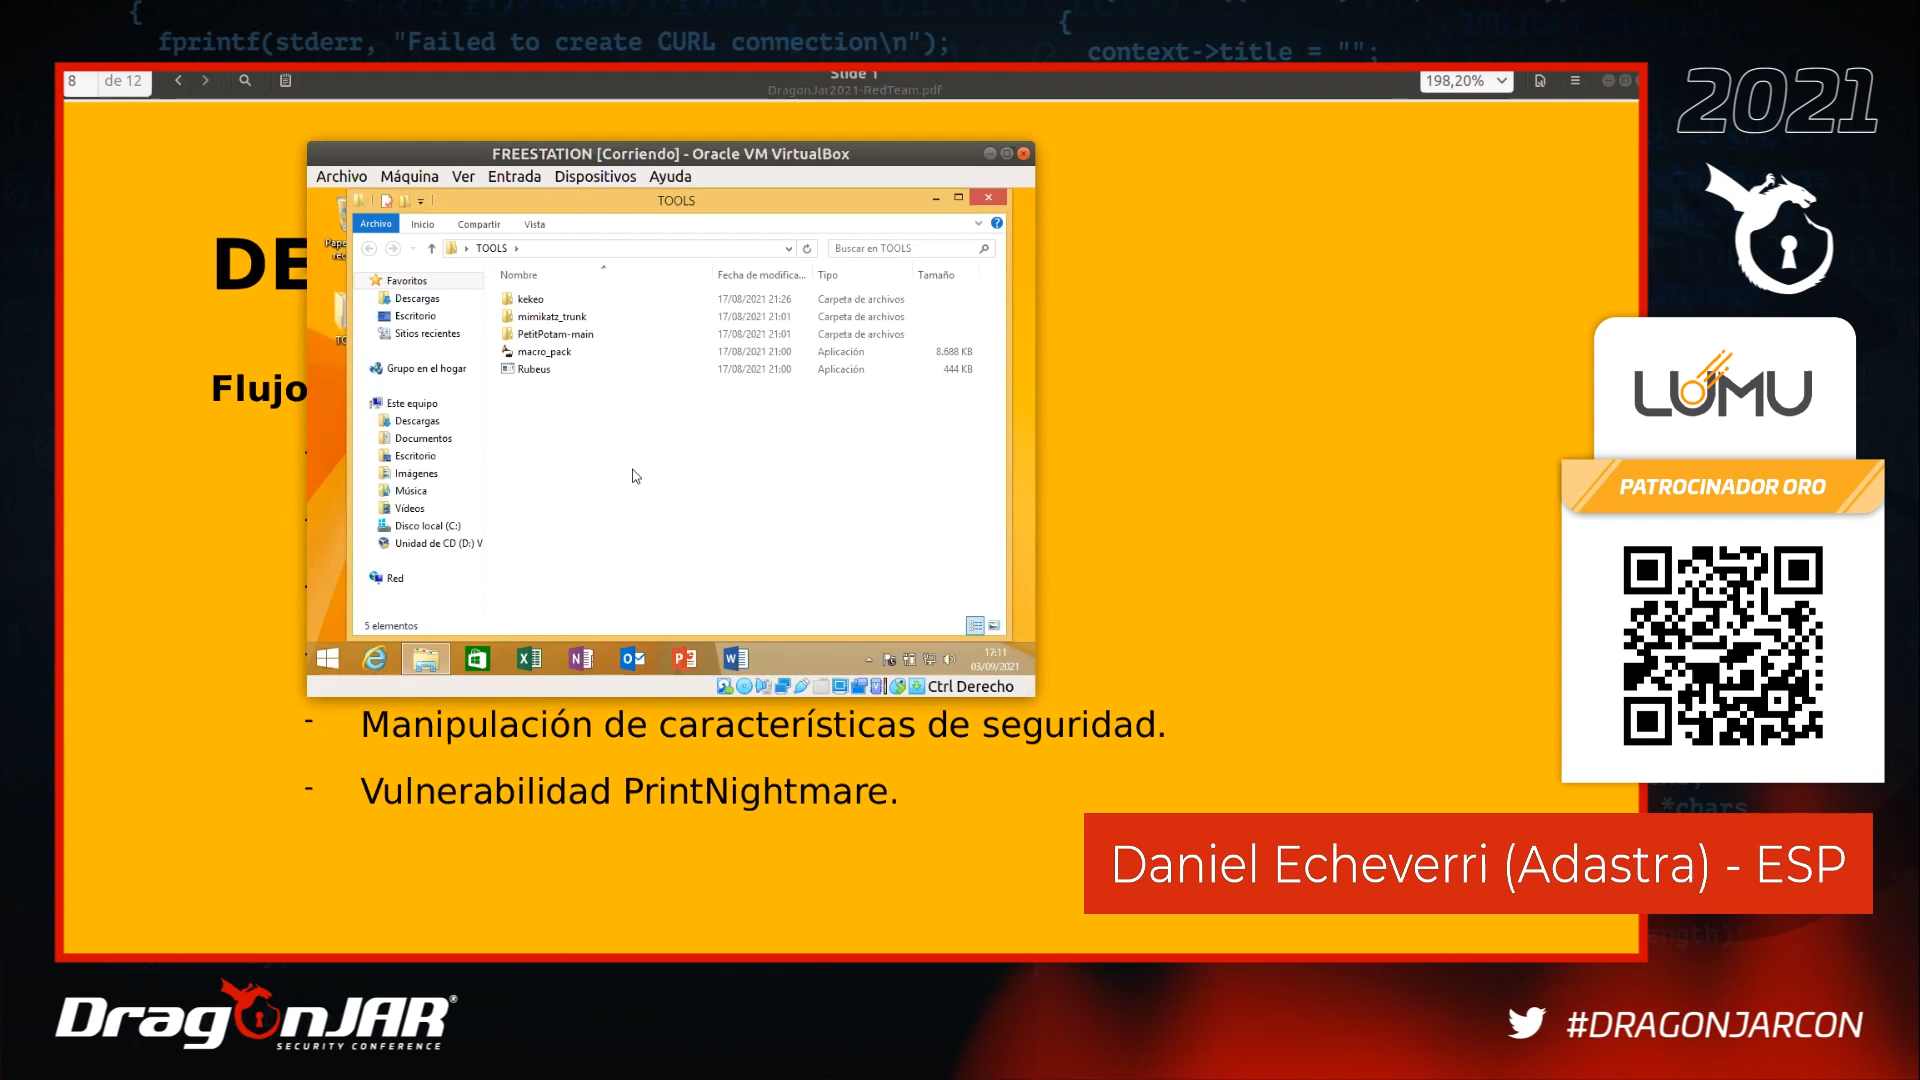 fprintf(stderr, "Failed to create CURL connection\n");
context->title = "";
8 de 12
Slide 1
DragonJar2021-RedTeam.pdf
198,20%
2021
FREESTATION [Corriendo] - Oracle VM VirtualBox
Archivo Máquina Ver Entrada Dispositivos Ayuda
TOOLS
Archivo Inicio Compartir Vista
TOOLS
Buscar en TOOLS
Nombre Fecha de modifica... Tipo Tamaño
kekeo 17/08/2021 21:26 Carpeta de archivos
mimikatz_trunk 17/08/2021 21:01 Carpeta de archivos
PetitPotam-main 17/08/2021 21:01 Carpeta de archivos
macro_pack 17/08/2021 21:00 Aplicación 8.688 KB
Rubeus 17/08/2021 21:00 Aplicación 444 KB
Favoritos
Descargas
Escritorio
Sitios recientes
Grupo en el hogar
Este equipo
Descargas
Documentos
Escritorio
Imágenes
Música
Vídeos
Disco local (C:)
Unidad de CD (D:) V
Red
5 elementos
17:11
03/09/2021
Ctrl Derecho
DE
Flujo
- Manipulación de características de seguridad.
- Vulnerabilidad PrintNightmare.
LUMU
PATROCINADOR ORO
*chars
Daniel Echeverri (Adastra) - ESP
DragonJAR®
SECURITY CONFERENCE
#DRAGONJARCON